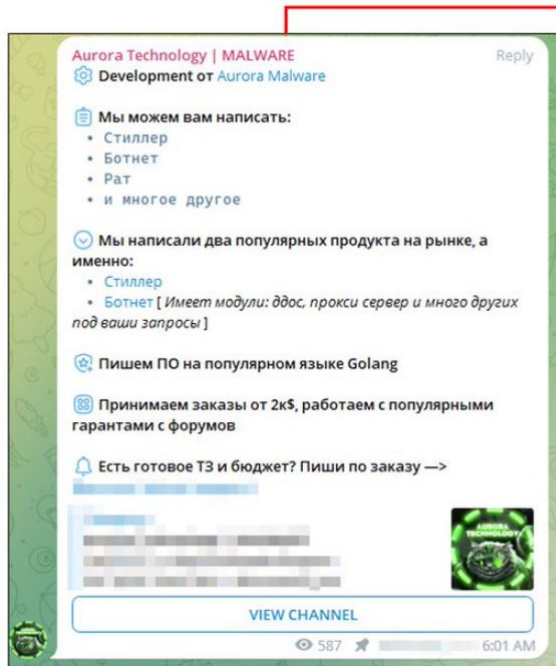 Aurora Technology | MALWARE
Reply
Development от Aurora Malware
Мы можем вам написать:
• Стиллер
• Ботнет
• Рат
• и многое другое
Мы написали два популярных продукта на рынке, а
именно:
• Стиллер
• Ботнет [ Имеет модули: ддос, прокси сервер и много других
под ваши запросы ]
Пишем ПО на популярном языке Golang
Принимаем заказы от 2к$, работаем с популярными
гарантами с форумов
Есть готовое ТЗ и бюджет? Пиши по заказу —>
AURORA
TECHNOLOGY
VIEW CHANNEL
587
6:01 AM